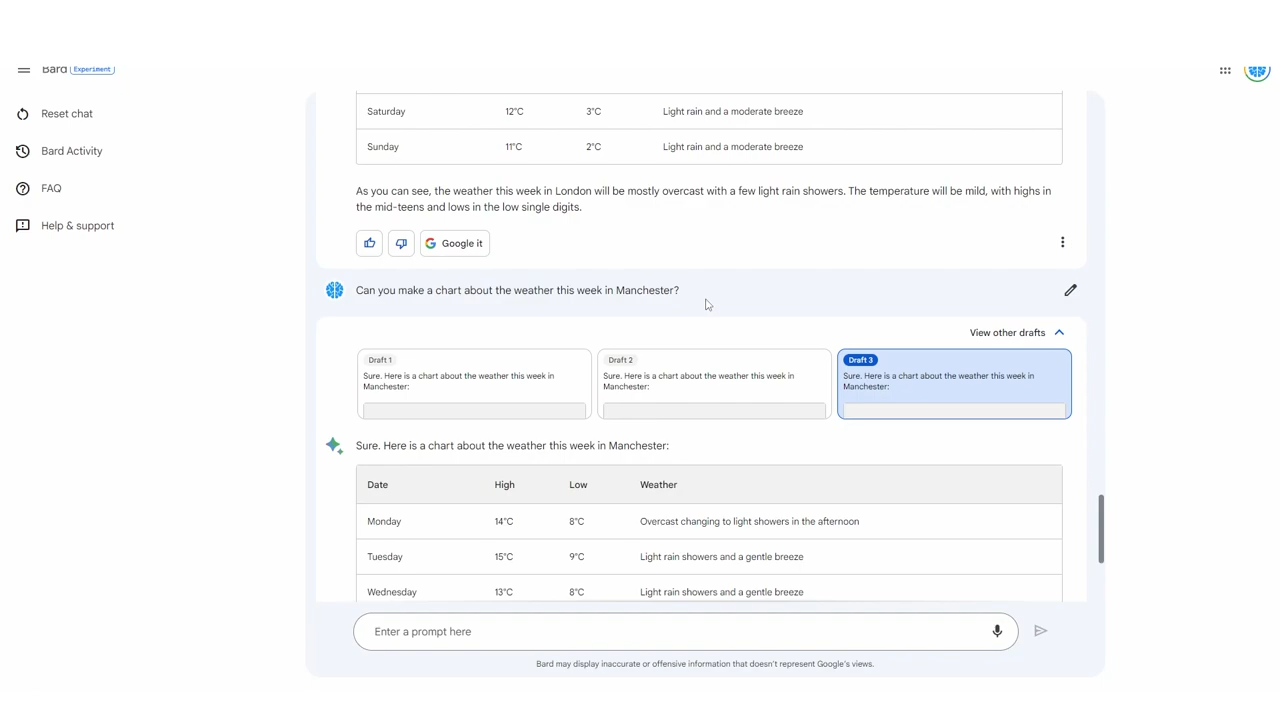 Bard Experiment
Reset chat
Bard Activity
FAQ
Help & support
Saturday 12°C 3°C Light rain and a moderate breeze
Sunday 11°C 2°C Light rain and a moderate breeze
As you can see, the weather this week in London will be mostly overcast with a few light rain showers. The temperature will be mild, with highs in
the mid-teens and lows in the low single digits.
Google it
Can you make a chart about the weather this week in Manchester?
View other drafts
Draft 1
Sure. Here is a chart about the weather this week in
Manchester:
Draft 2
Sure. Here is a chart about the weather this week in
Manchester:
Draft 3
Sure. Here is a chart about the weather this week in
Manchester:
Sure. Here is a chart about the weather this week in Manchester:
Date High Low Weather
Monday 14°C 8°C Overcast changing to light showers in the afternoon
Tuesday 15°C 9°C Light rain showers and a gentle breeze
Wednesday 13°C 8°C Light rain showers and a gentle breeze
Enter a prompt here
Bard may display inaccurate or offensive information that doesn't represent Google's views.